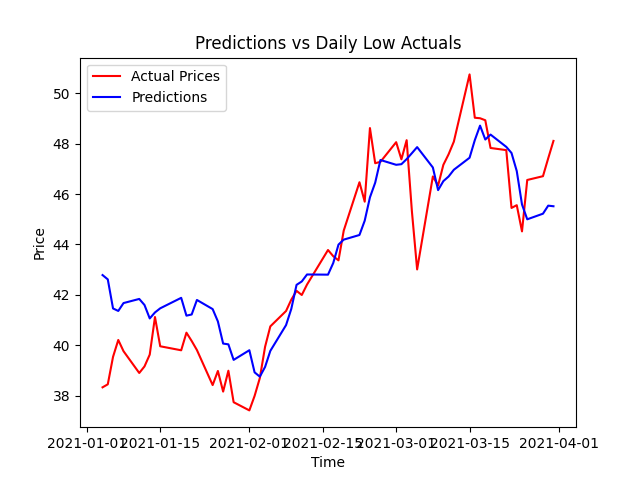 Predictions vs Daily Low Actuals
Actual Prices
Predictions
50
48
46
44
42
40
38
Price
2021-01-01
2021-01-15
2021-02-01
2021-02-15
2021-03-01
2021-03-15
2021-04-01
Time